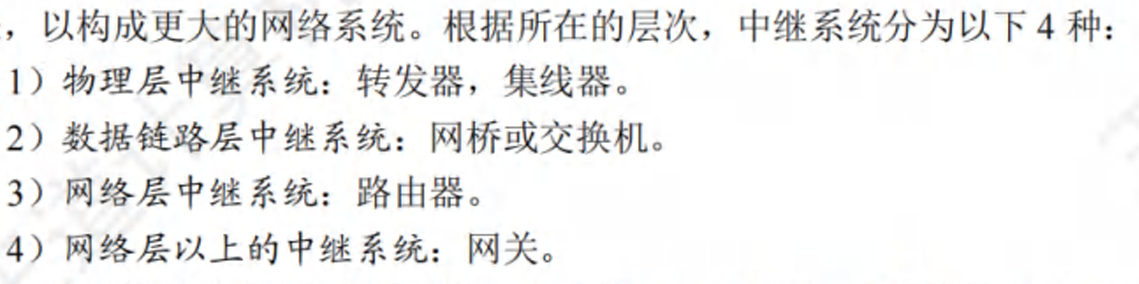 ，以构成更大的网络系统。根据所在的层次，中继系统分为以下 4 种：
1）物理层中继系统：转发器，集线器。
2）数据链路层中继系统：网桥或交换机。
3）网络层中继系统：路由器。
4）网络层以上的中继系统：网关。